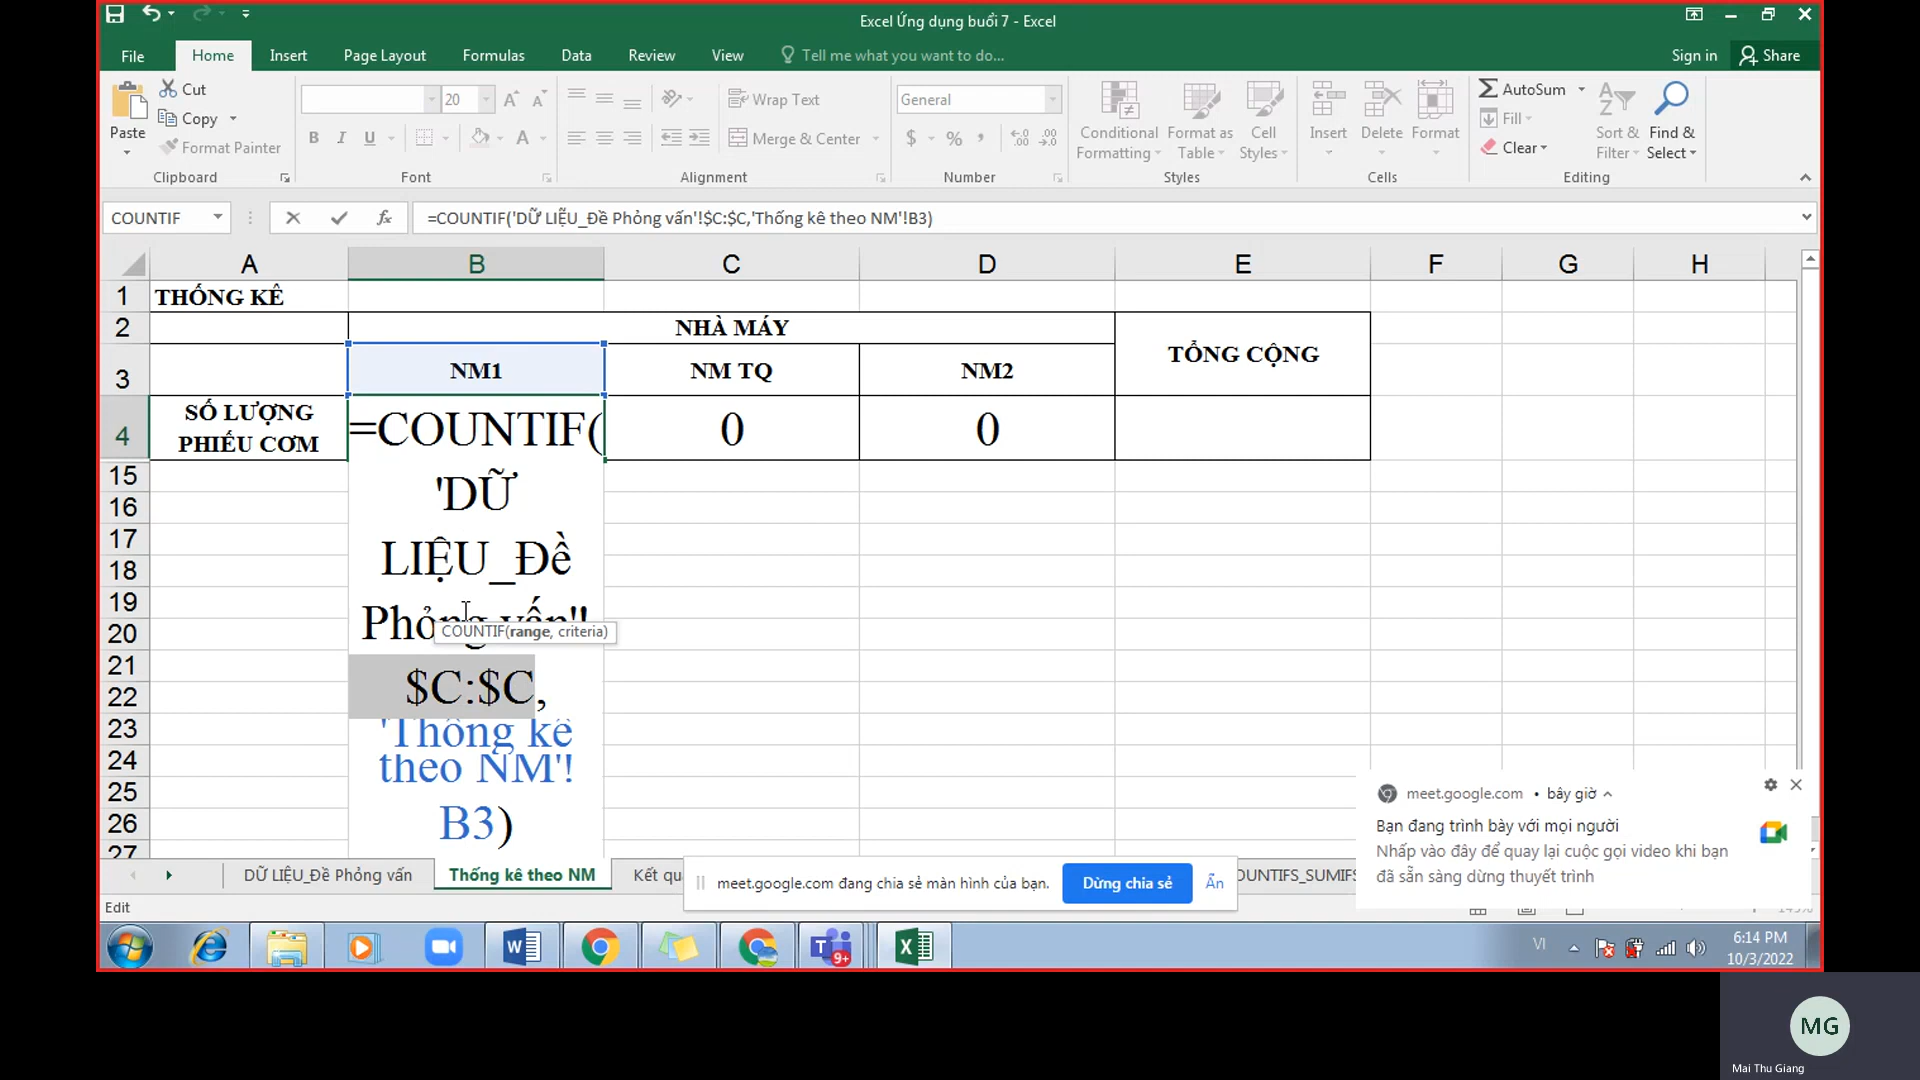 Excel Ứng dụng buổi 7 - Excel
File Home Insert Page Layout Formulas Data Review View Tell me what you want to do... Sign in Share
Paste Cut Copy Format Painter Clipboard
20 B I U A Font
Wrap Text Merge & Center Alignment
General $ % Number
Conditional Formatting Format as Table Cell Styles Styles
Insert Delete Format Cells
AutoSum Fill Clear Sort & Filter Find & Select Editing
COUNTIF fx =COUNTIF('DỮ LIỆU_Đề Phỏng vấn'!$C:$C,'Thống kê theo NM'!B3)
A B C D E F G H
1 THỐNG KÊ
2 NHÀ MÁY TỔNG CỘNG
3 NM1 NM TQ NM2
4 SỐ LƯỢNG PHIẾU CƠM =COUNTIF( 0 0
15 'DỮ
16
17
18 LIỆU_Đề
19
20 Phỏng vấn'!
COUNTIF(range, criteria)
21
22 $C:$C,
23 'Thống kê
24 theo NM'!
25
26 B3)
27
meet.google.com • bây giờ
Bạn đang trình bày với mọi người
Nhấp vào đây để quay lại cuộc gọi video khi bạn
đã sẵn sàng dừng thuyết trình
DỮ LIỆU_Đề Phỏng vấn Thống kê theo NM Kết qu
meet.google.com đang chia sẻ màn hình của bạn. Dừng chia sẻ Ẩn
OUNTIFS_SUMIFS
Edit
9+
VI
6:14 PM
10/3/2022
MG
Mai Thu Giang